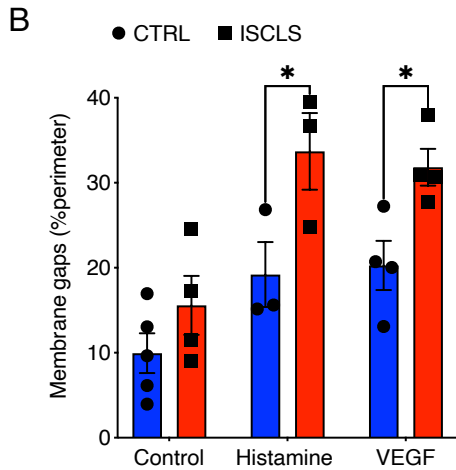 B
CTRL ISCLS
* *
Membrane gaps (%perimeter)
40
30
20
10
0
Control Histamine VEGF